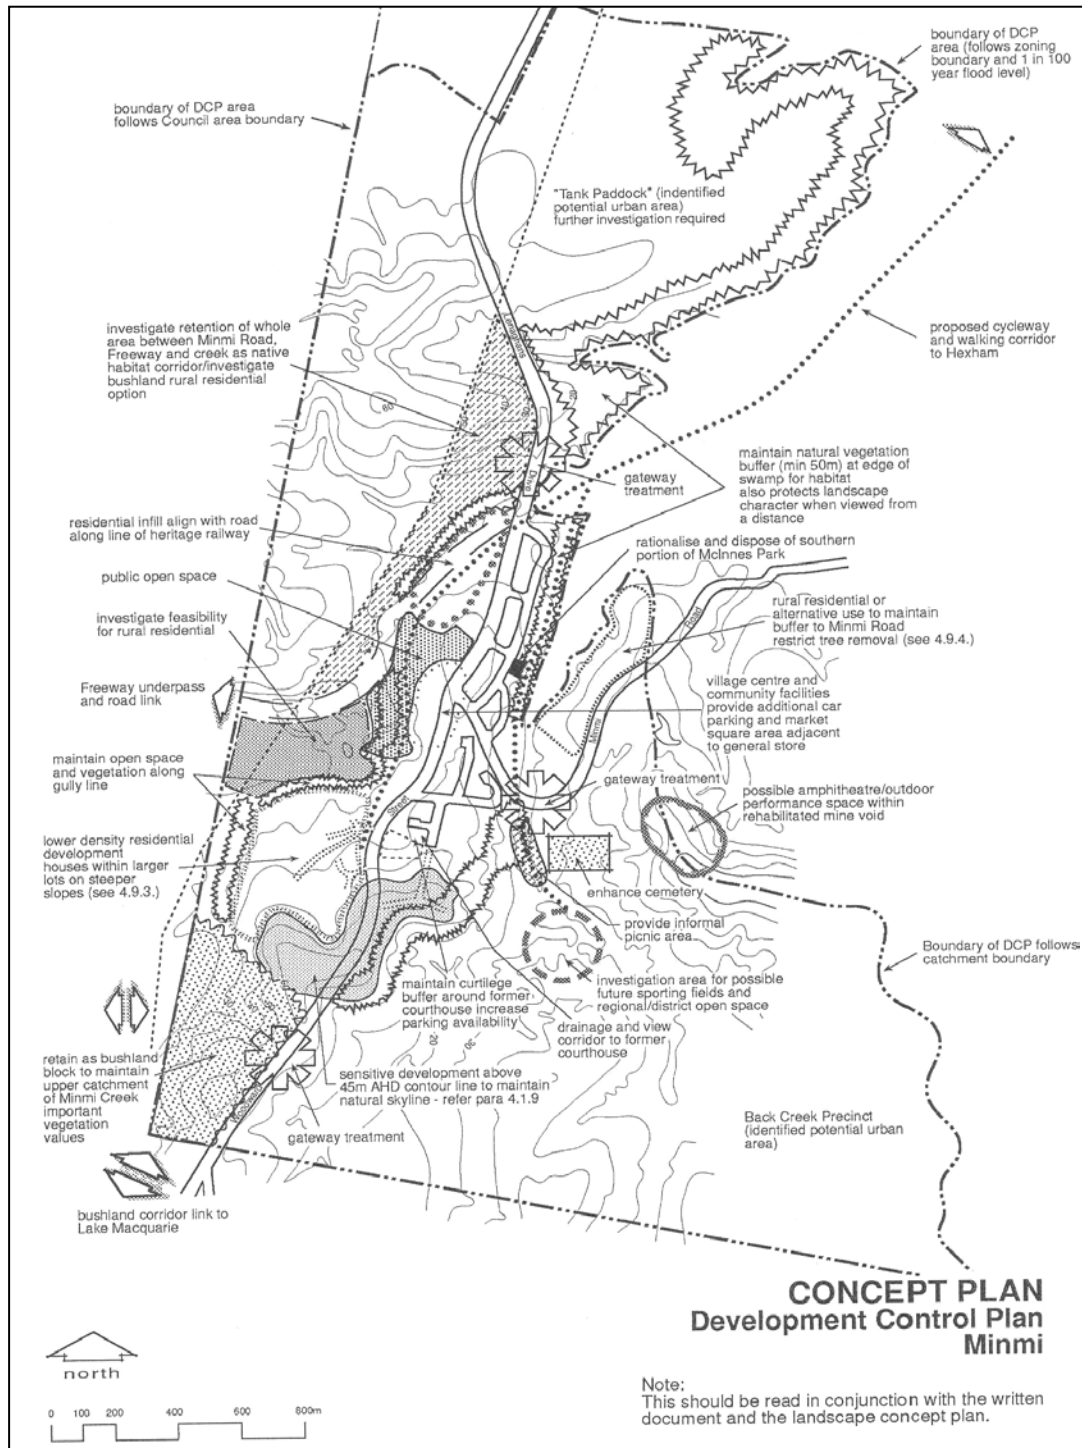 boundary of DCP
area (follows zoning
boundary and 1 in 100
year flood level)
boundary of DCP area
follows Council area boundary
"Tank Paddock" (indentified
potential urban area)
further investigation required
investigate retention of whole
area between Minmi Road,
Freeway and creek as native
habitat corridor/investigate
bushland rural residential
option
proposed cycleway
and walking corridor
to Hexham
Drive
gateway
treatment
maintain natural vegetation
buffer (min 50m) at edge of
swamp for habitat
also protects landscape
character when viewed from
a distance
residential infill align with road
along line of heritage railway
public open space
rationalise and dispose of southern
portion of McInnes Park
investigate feasibility
for rural residential
rural residential or
alternative use to maintain
buffer to Minmi Road
restrict tree removal (see 4.9.4.)
Minmi
Road
Freeway underpass
and road link
village centre and
community facilities
provide additional car
parking and market
square area adjacent
to general store
maintain open space
and vegetation along
gully line
gateway treatment
possible amphitheatre/outdoor
performance space within
rehabilitated mine void
Street
lower density residential
development
houses within larger
lots on steeper
slopes (see 4.9.3.)
enhance cemetery
provide informal
picnic area
Boundary of DCP follows
catchment boundary
maintain curtilege
buffer around former
courthouse increase
parking availability
investigation area for possible
future sporting fields and
regional/district open space
drainage and view
corridor to former
courthouse
retain as bushland
block to maintain
upper catchment
of Minmi Creek
important
vegetation
values
sensitive development above
45m AHD contour line to maintain
natural skyline - refer para 4.1.9
gateway treatment
Back Creek Precinct
(identified potential urban
area)
bushland corridor link to
Lake Macquarie
CONCEPT PLAN
Development Control Plan
Minmi
north
Note:
This should be read in conjunction with the written
document and the landscape concept plan.
0 100 200 400 600 800m